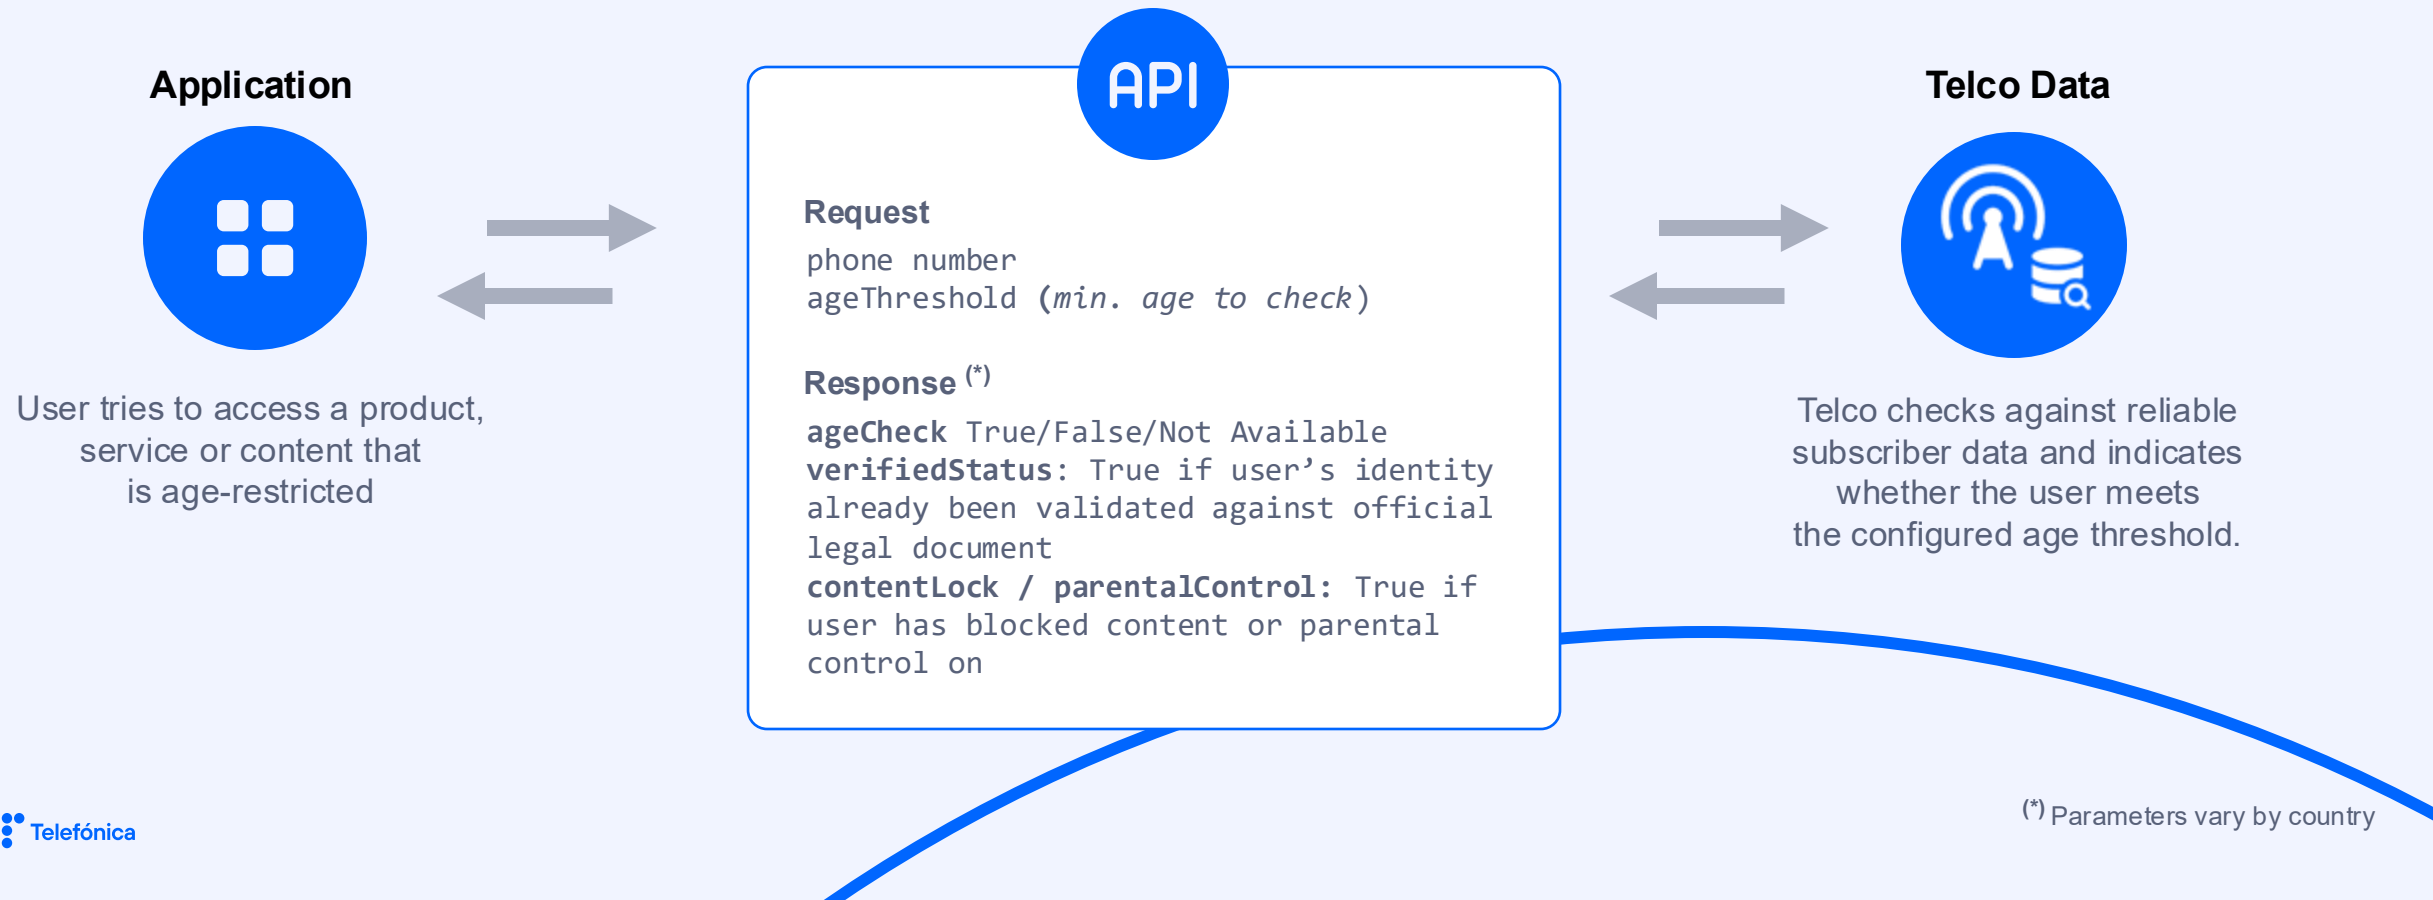 Application
User tries to access a product,
service or content that
is age-restricted
API
Request
phone number
ageThreshold (min. age to check)
Response (*)
ageCheck True/False/Not Available
verifiedStatus: True if user’s identity
already been validated against official
legal document
contentLock / parentalControl: True if
user has blocked content or parental
control on
Telco Data
Telco checks against reliable
subscriber data and indicates
whether the user meets
the configured age threshold.
Telefónica
(*) Parameters vary by country